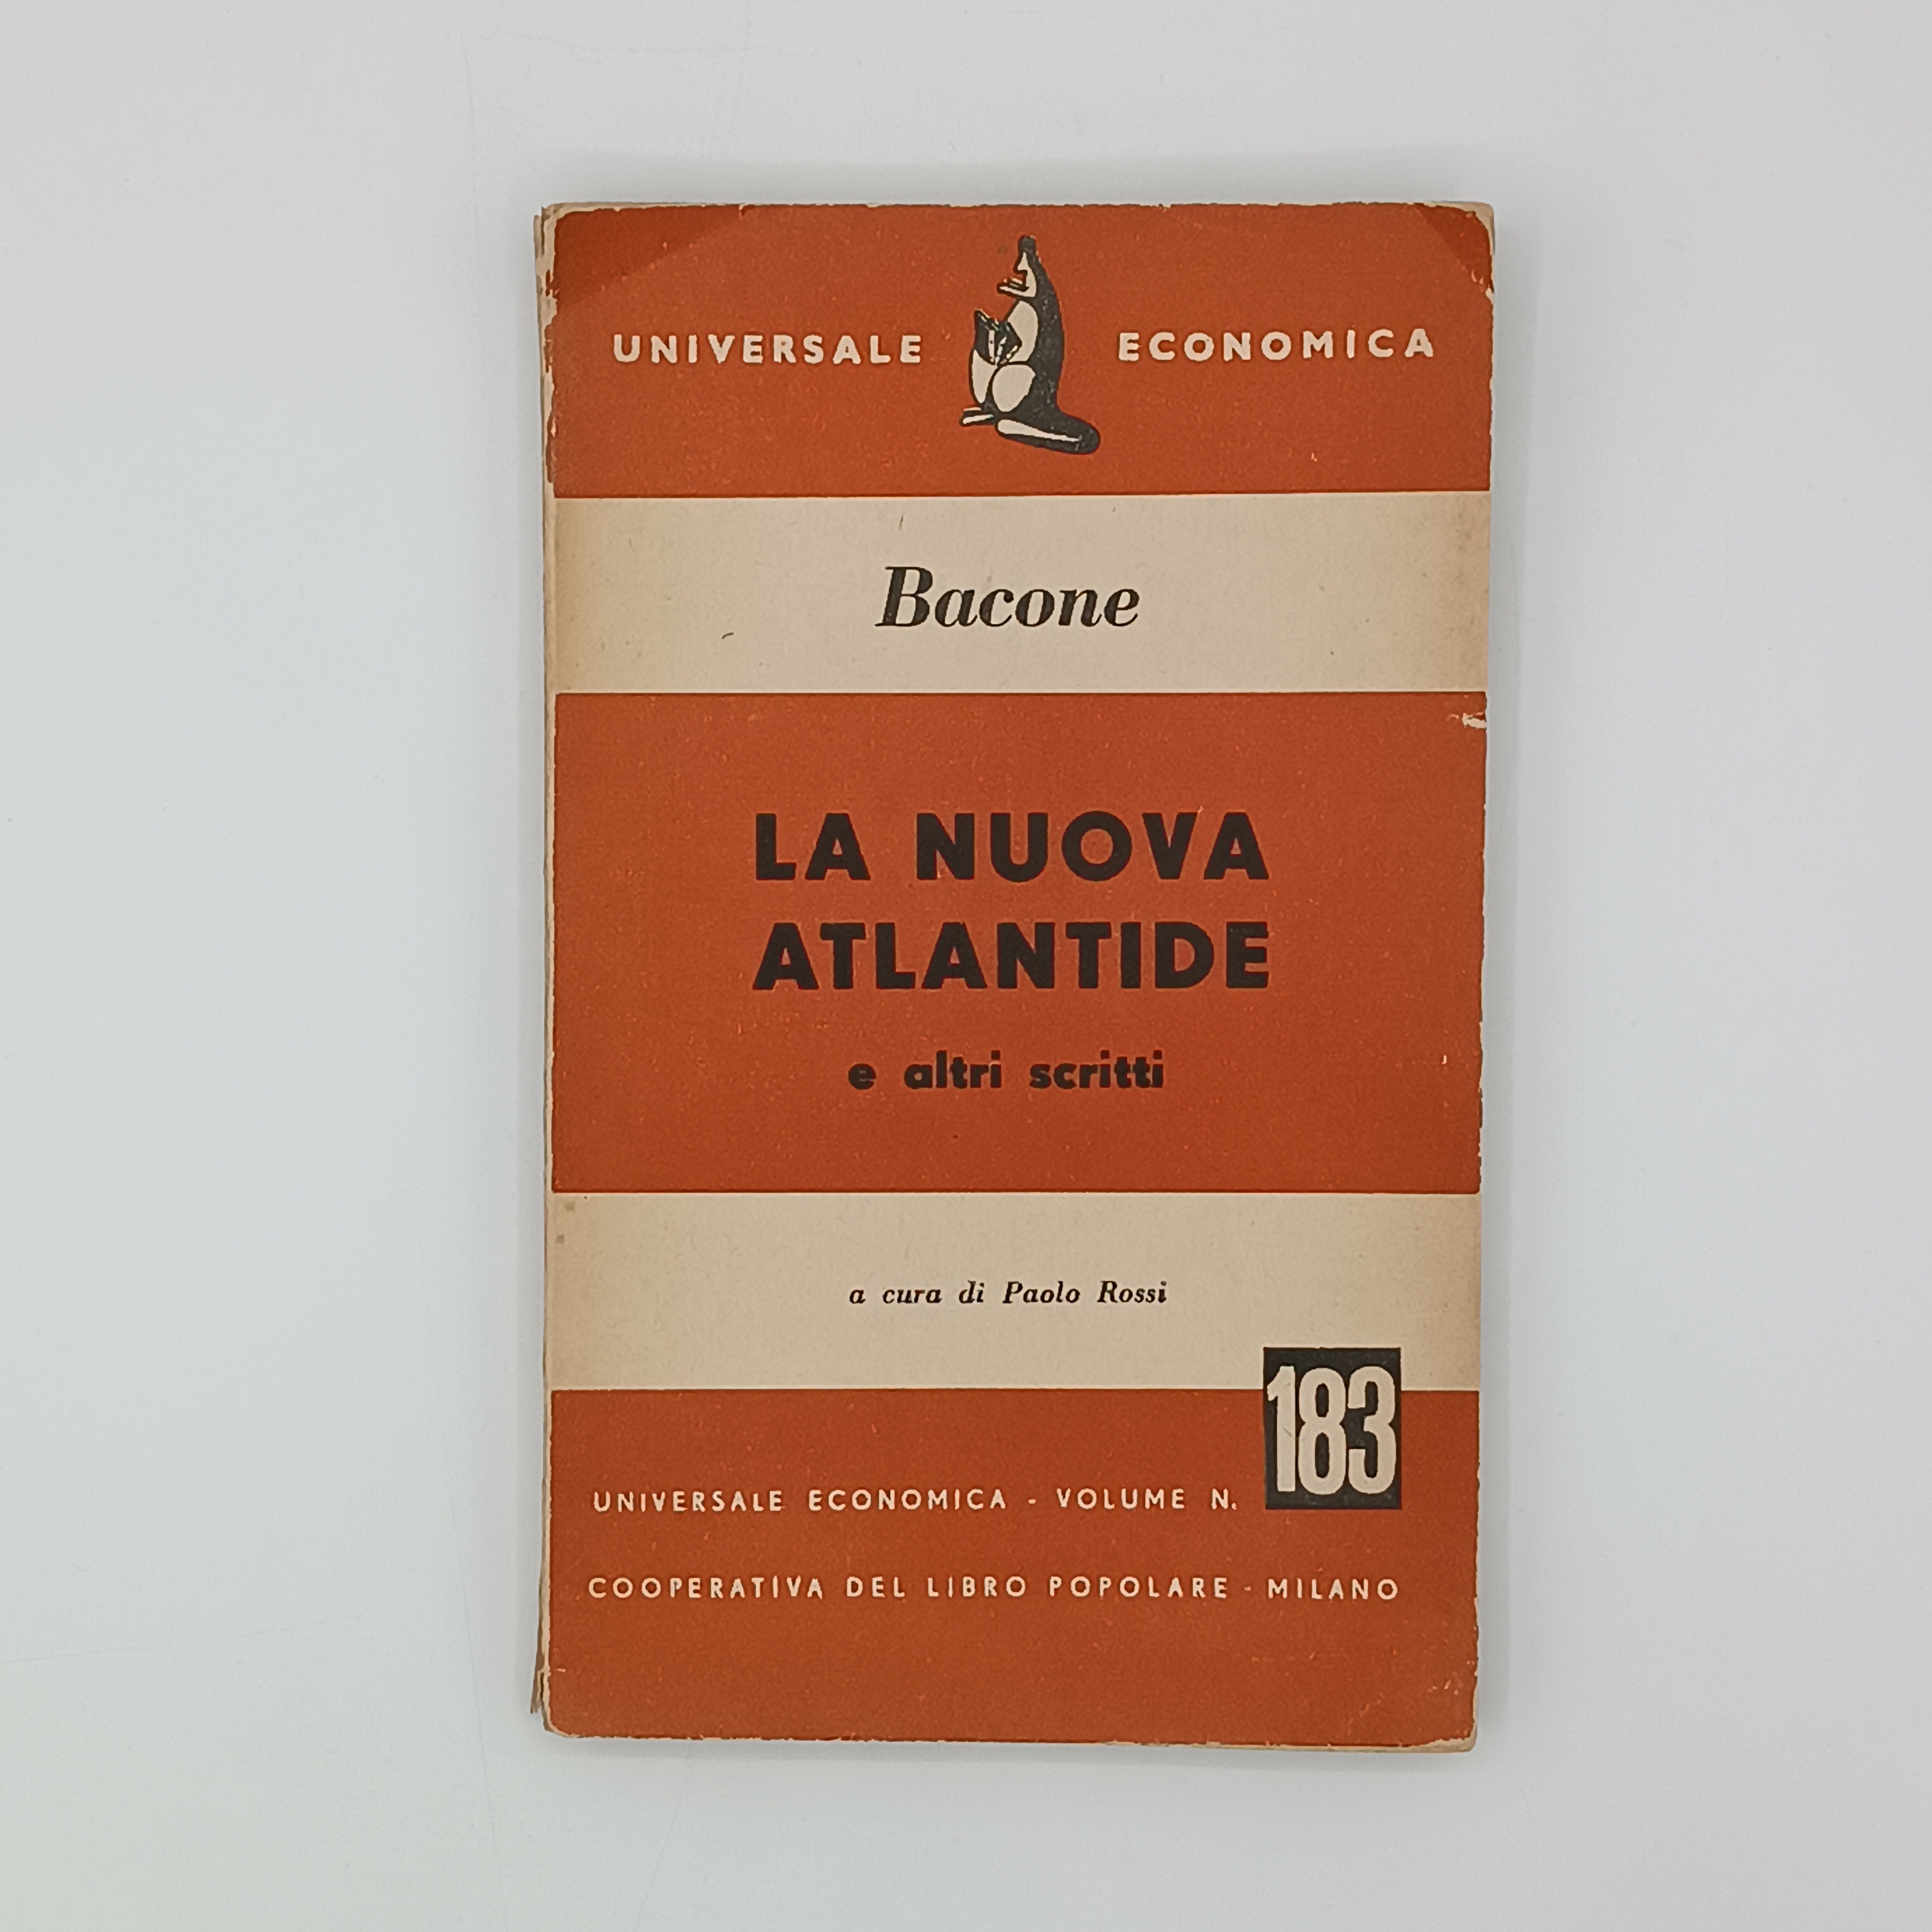 UNIVERSALE ECONOMICA
Bacone
LA NUOVA
ATLANTIDE
e altri scritti
a cura di Paolo Rossi
UNIVERSALE ECONOMICA - VOLUME N. 183
COOPERATIVA DEL LIBRO POPOLARE - MILANO